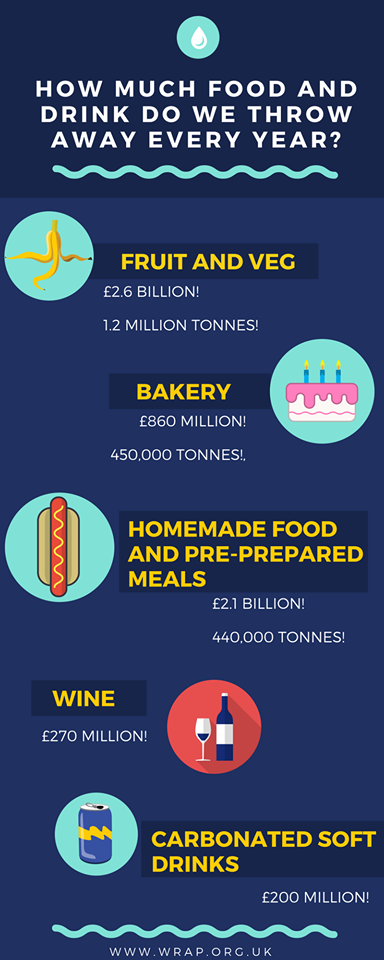 HOW MUCH FOOD AND
DRINK DO WE THROW
AWAY EVERY YEAR?
FRUIT AND VEG
£2.6 BILLION!
1.2 MILLION TONNES!
BAKERY
£860 MILLION!
450,000 TONNES!,
HOMEMADE FOOD
AND PRE-PREPARED
MEALS
£2.1 BILLION!
440,000 TONNES!
WINE
£270 MILLION!
CARBONATED SOFT
DRINKS
£200 MILLION!
WWW.WRAP.ORG.UK